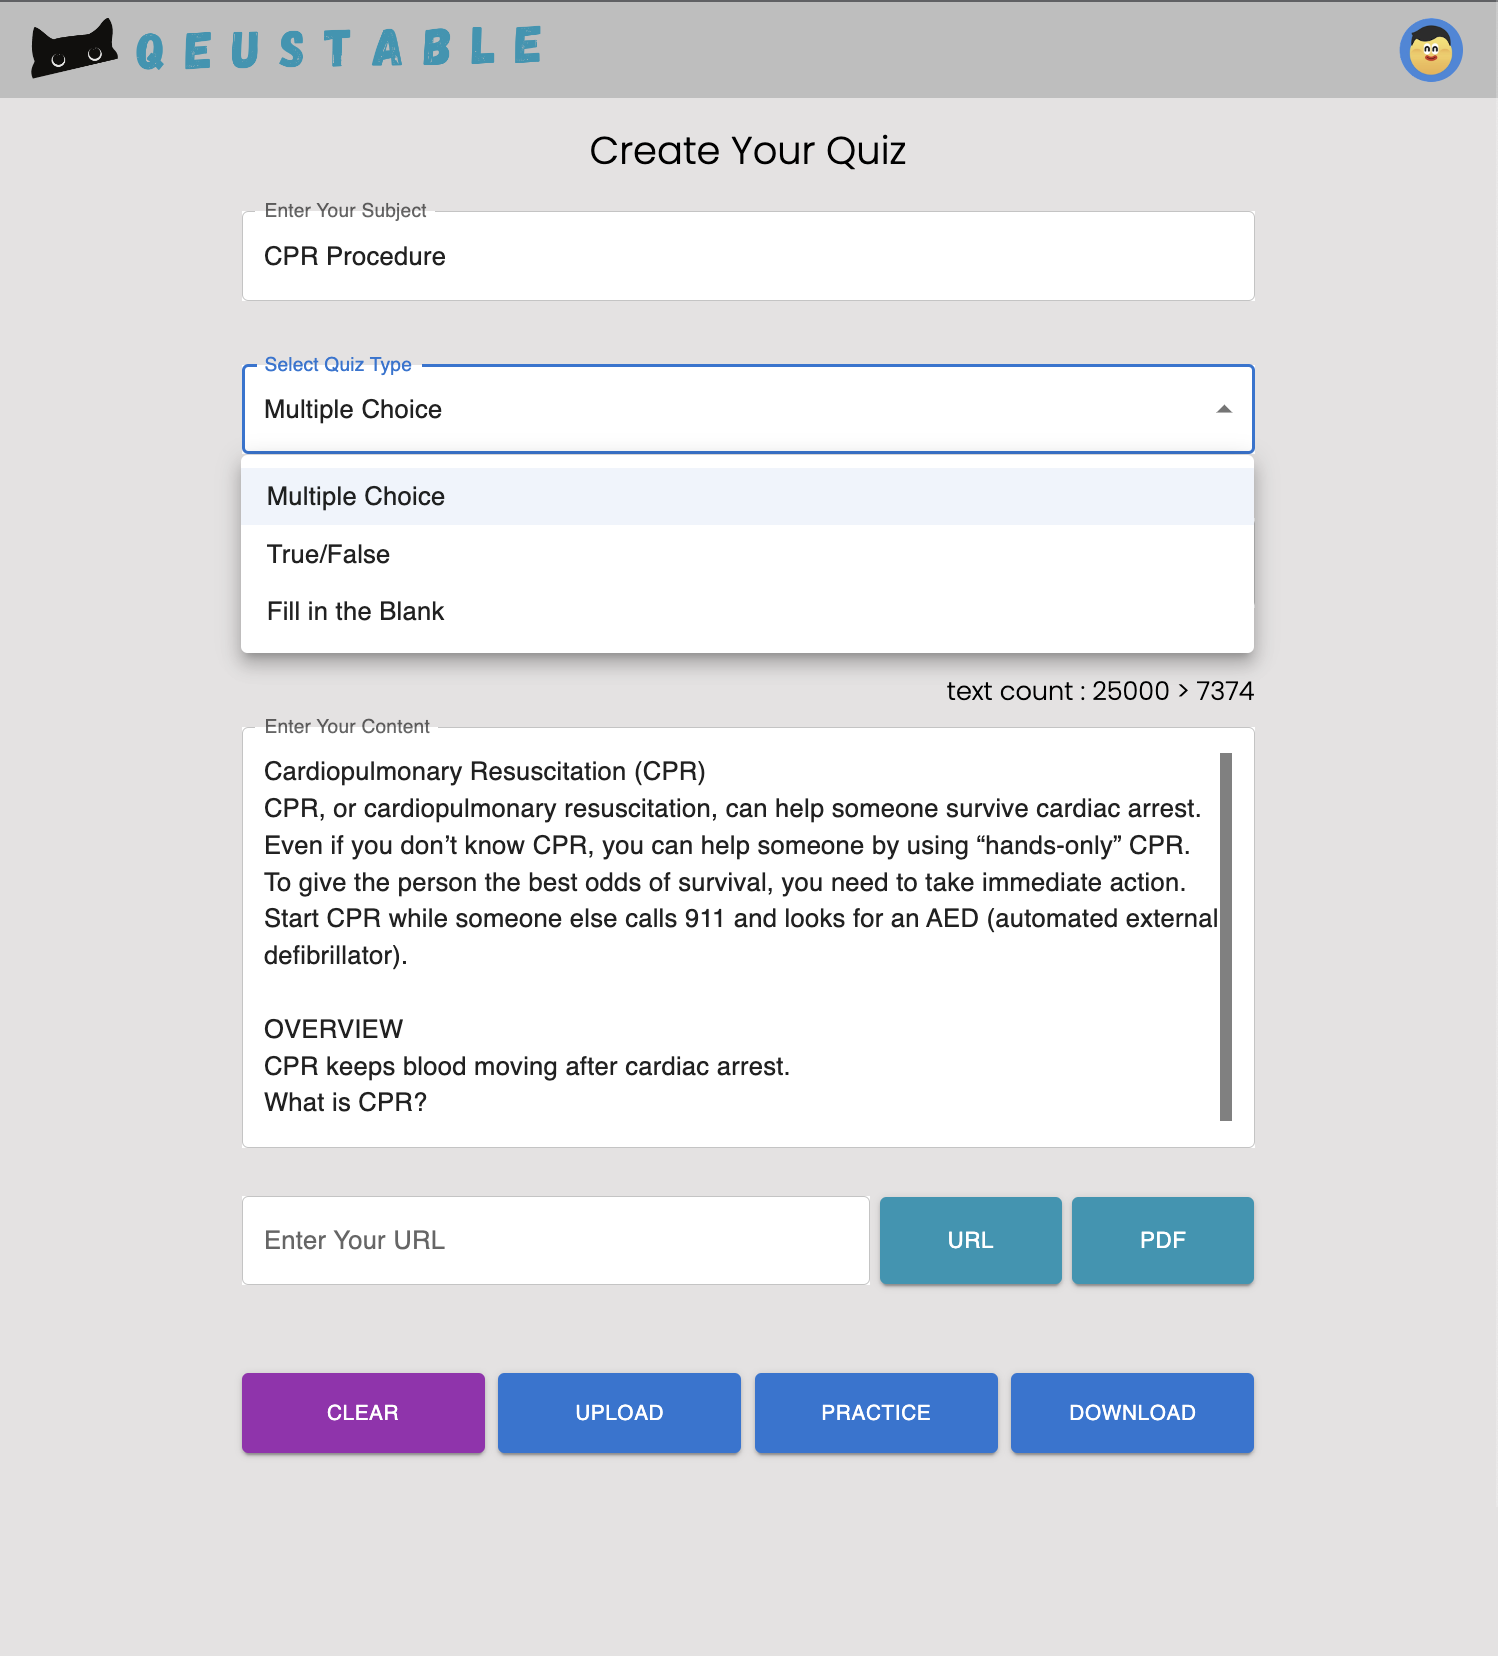 QEUSTABLE
Create Your Quiz
Enter Your Subject
CPR Procedure
Select Quiz Type
Multiple Choice
Multiple Choice
True/False
Fill in the Blank
text count : 25000 > 7374
Enter Your Content
Cardiopulmonary Resuscitation (CPR)
CPR, or cardiopulmonary resuscitation, can help someone survive cardiac arrest.
Even if you don’t know CPR, you can help someone by using “hands-only” CPR.
To give the person the best odds of survival, you need to take immediate action.
Start CPR while someone else calls 911 and looks for an AED (automated external
defibrillator).
OVERVIEW
CPR keeps blood moving after cardiac arrest.
What is CPR?
Enter Your URL
URL
PDF
CLEAR
UPLOAD
PRACTICE
DOWNLOAD